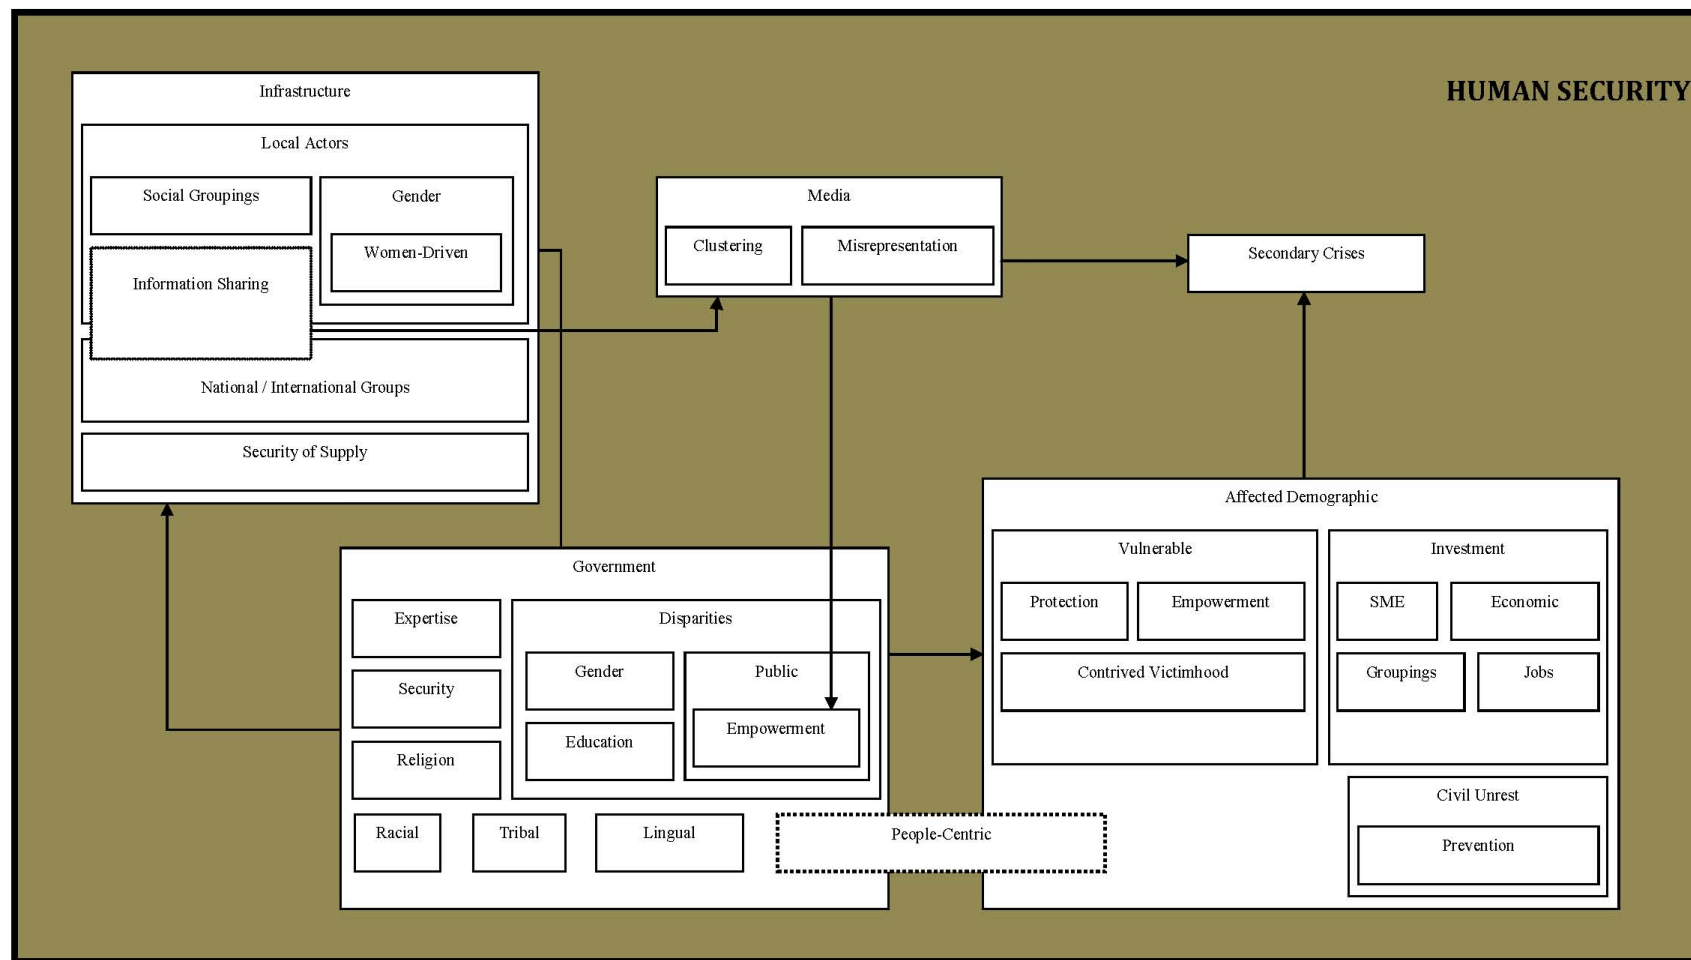 HUMAN SECURITY
Infrastructure
Local Actors
Social Groupings
Gender
Women-Driven
Information Sharing
National / International Groups
Security of Supply
Media
Clustering
Misrepresentation
Secondary Crises
Government
Expertise
Security
Religion
Disparities
Gender
Education
Public
Empowerment
Racial
Tribal
Lingual
People-Centric
Affected Demographic
Vulnerable
Protection
Empowerment
Contrived Victimhood
Investment
SME
Economic
Groupings
Jobs
Civil Unrest
Prevention